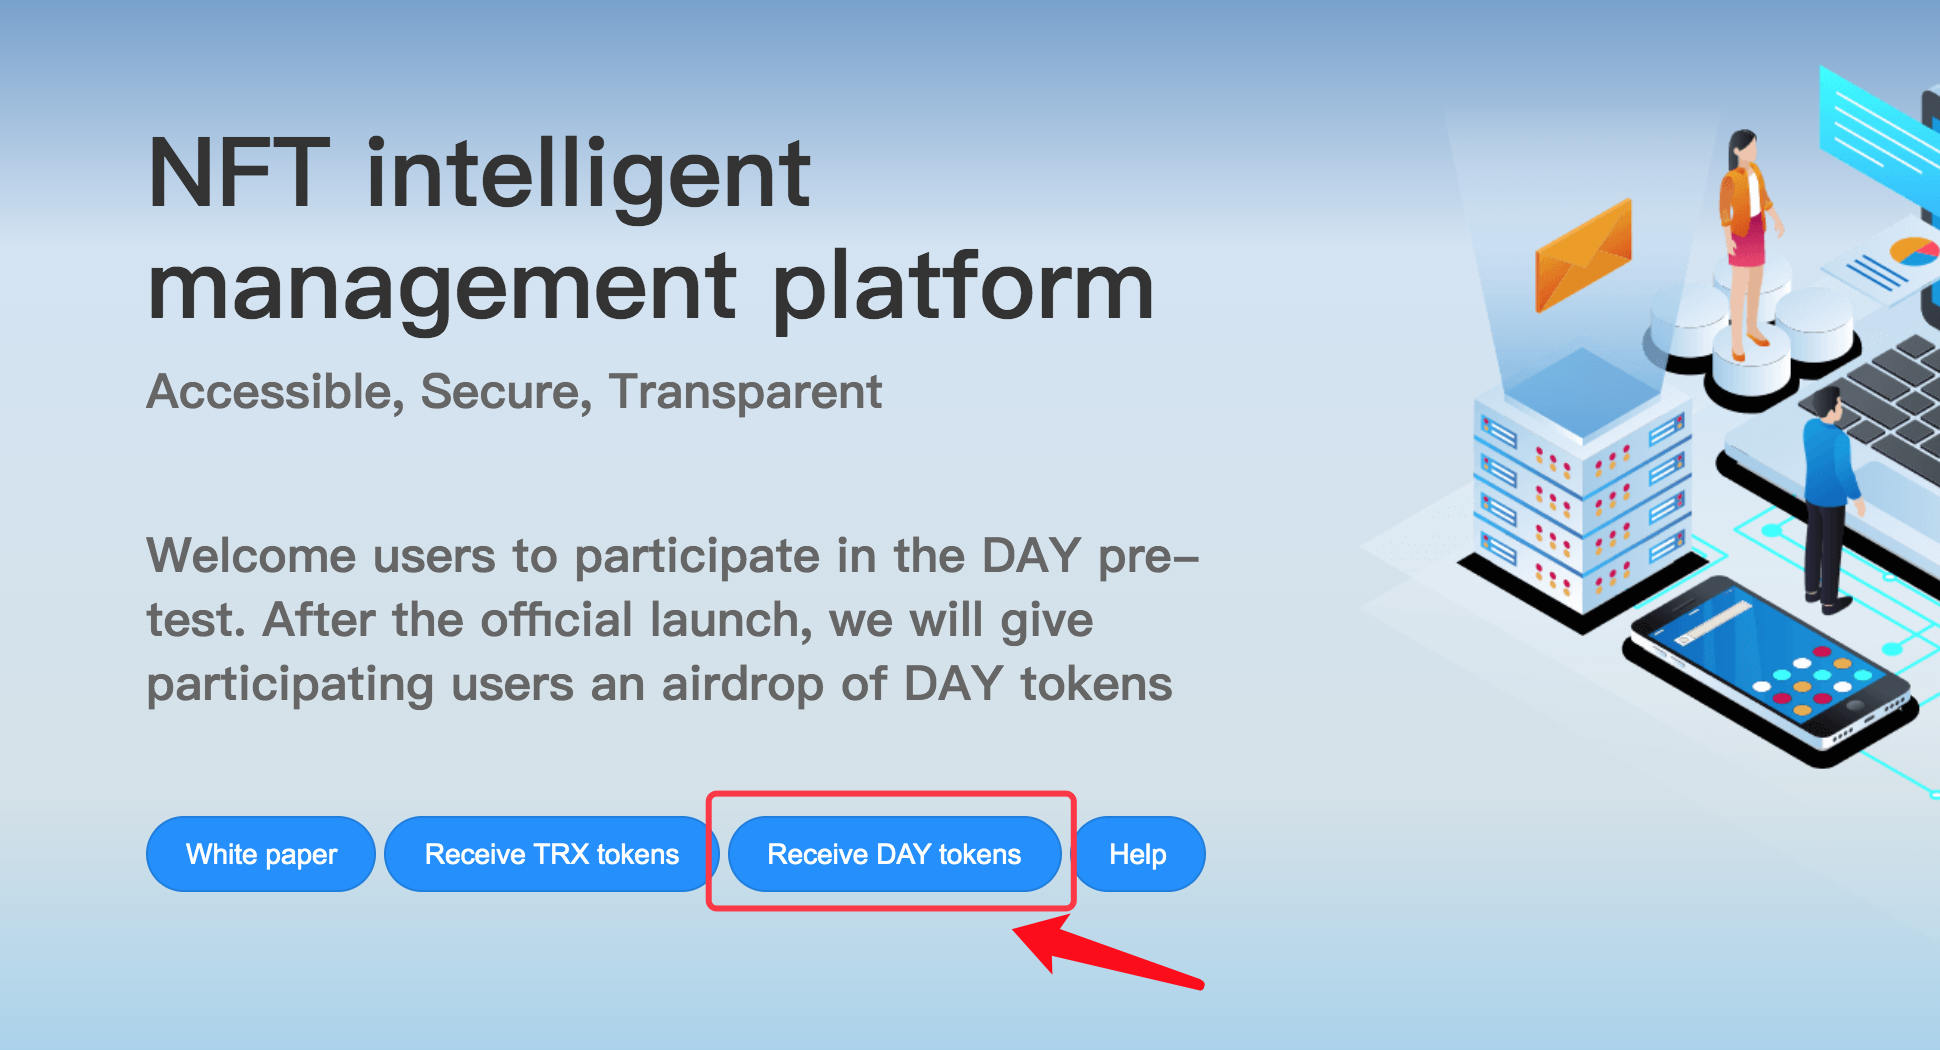 NFT intelligent
management platform
Accessible, Secure, Transparent
Welcome users to participate in the DAY pre–
test. After the official launch, we will give
participating users an airdrop of DAY tokens
White paper
Receive TRX tokens
Receive DAY tokens
Help